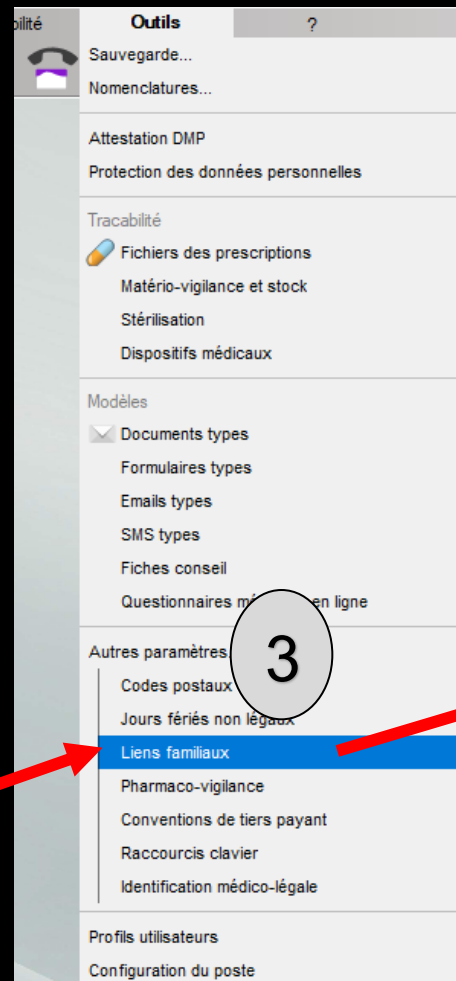 Outils
?
Sauvegarde...
Nomenclatures...
Attestation DMP
Protection des données personnelles
Tracabilité
Fichiers des prescriptions
Matério-vigilance et stock
Stérilisation
Dispositifs médicaux
Modèles
Documents types
Formulaires types
Emails types
SMS types
Fiches conseil
Questionnaires en ligne
Autres paramètres
3
Codes postaux
Jours fériés non légaux
Liens familiaux
Pharmaco-vigilance
Conventions de tiers payant
Raccourcis clavier
Identification médico-légale
Profils utilisateurs
Configuration du poste